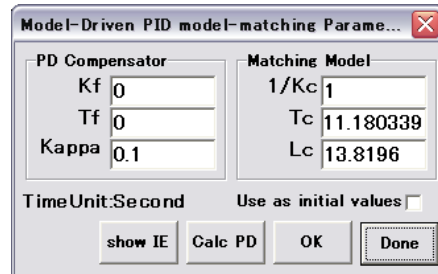 Model-Driven PID model-matching Parame...
PD Compensator
Kf 0
Tf 0
Kappa 0.1
Matching Model
1/Kc 1
Tc 11.180339
Lc 13.8196
TimeUnit:Second
Use as initial values
show IE
Calc PD
OK
Done